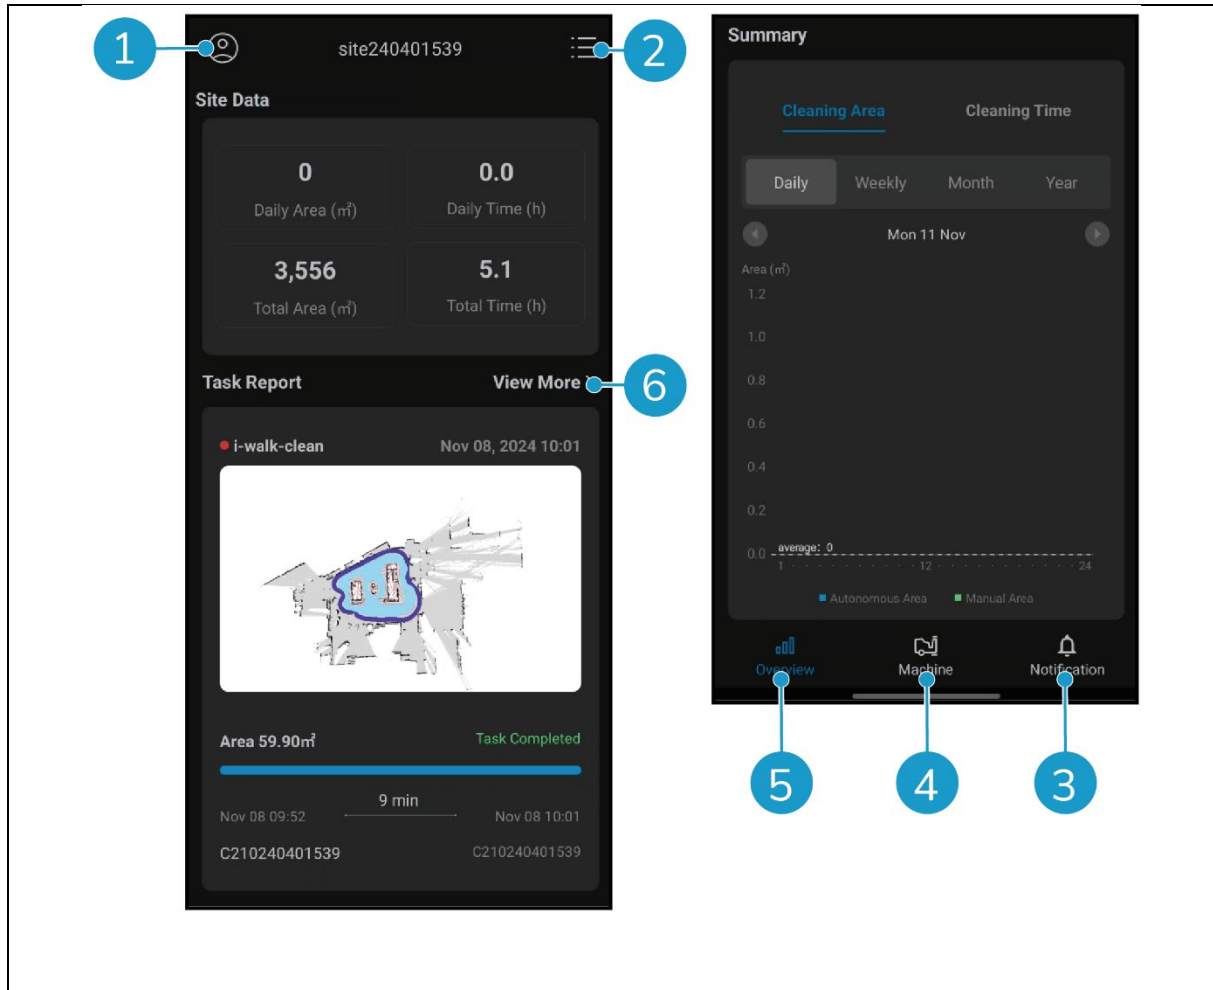 1
site240401539
2
Site Data
0
Daily Area (㎡)
0.0
Daily Time (h)
3,556
Total Area (㎡)
5.1
Total Time (h)
Task Report
View More
6
i-walk-clean
Nov 08, 2024 10:01
Area 59.90㎡
Task Completed
9 min
Nov 08 09:52
Nov 08 10:01
C210240401539
C210240401539
Summary
Cleaning Area
Cleaning Time
Daily
Weekly
Month
Year
Mon 11 Nov
Area (㎡)
1.2
1.0
0.8
0.6
0.4
0.2
0.0
average: 0
1
12
24
Autonomous Area
Manual Area
Overview
Machine
Notification
5
4
3